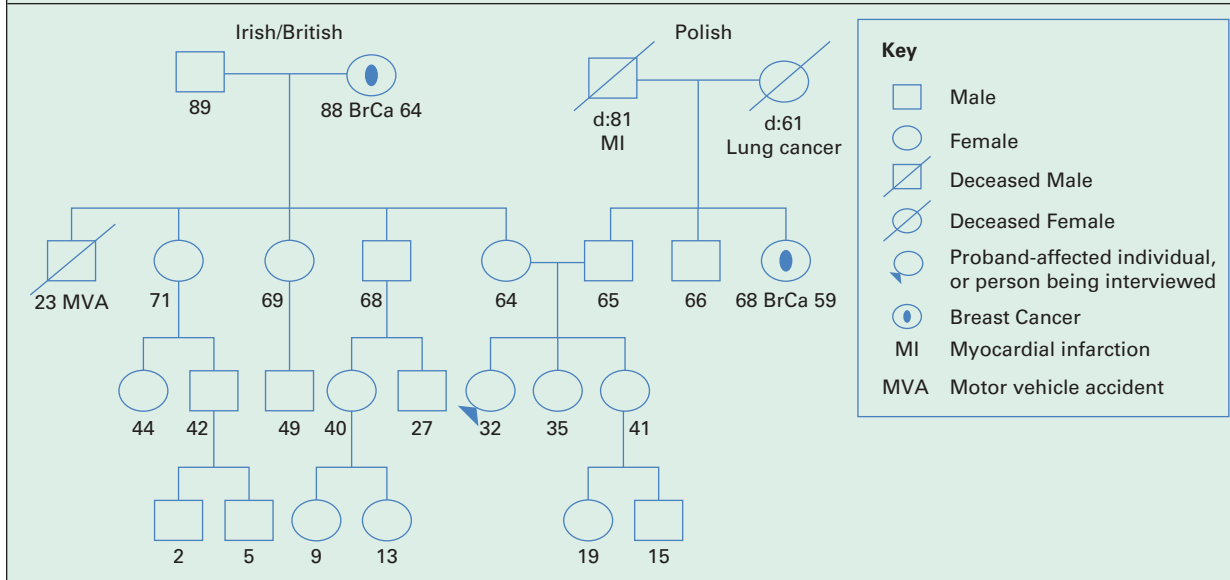 Irish/British
Polish
89
88 BrCa 64
d:81
MI
d:61
Lung cancer
23 MVA
71
69
68
64
65
66
68 BrCa 59
44
42
49
40
27
32
35
41
2
5
9
13
19
15
Key
Male
Female
Deceased Male
Deceased Female
Proband-affected individual,
or person being interviewed
Breast Cancer
MI Myocardial infarction
MVA Motor vehicle accident